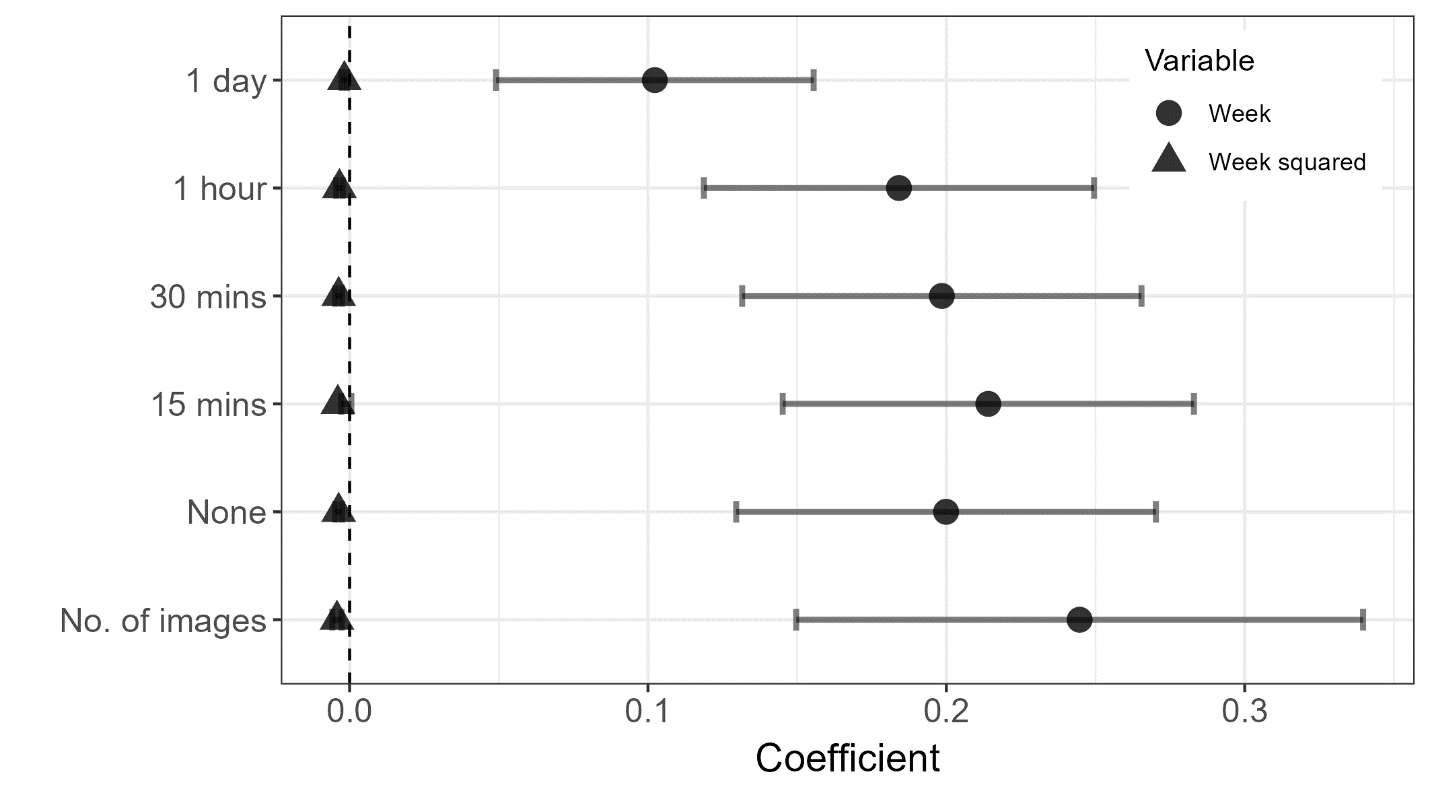 Variable
Week
Week squared
1 day
1 hour
30 mins
15 mins
None
No. of images
0.0 0.1 0.2 0.3
Coefficient